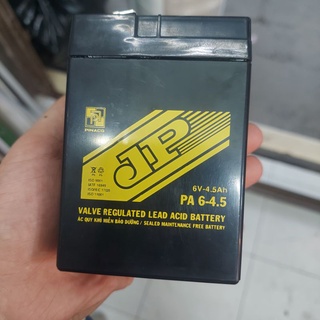 PINACO
JP
6V-4.5Ah
PA 6-4.5
VALVE REGULATED LEAD ACID BATTERY
ẮC QUY KHÔ MIỄN BẢO DƯỠNG / SEALED MAINTENANCE FREE BATTERY